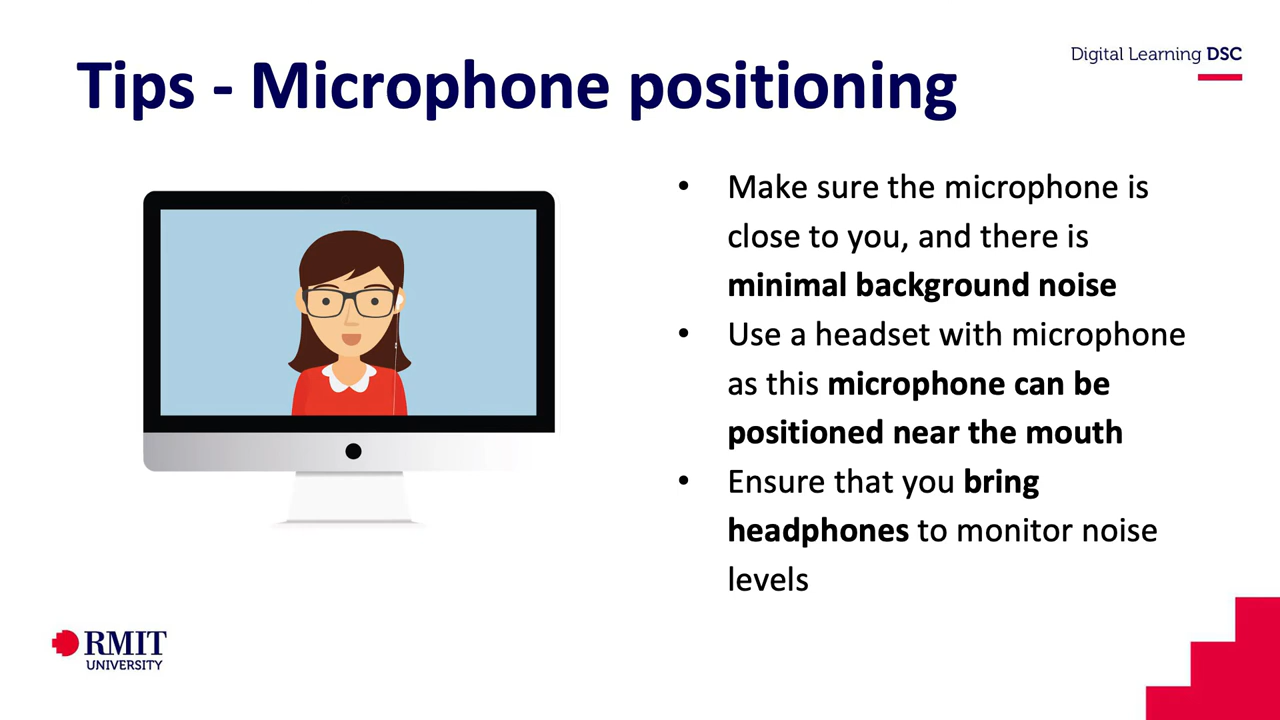 Digital Learning DSC
Tips - Microphone positioning
• Make sure the microphone is
close to you, and there is
minimal background noise
• Use a headset with microphone
as this microphone can be
positioned near the mouth
• Ensure that you bring
headphones to monitor noise
levels
RMIT
UNIVERSITY